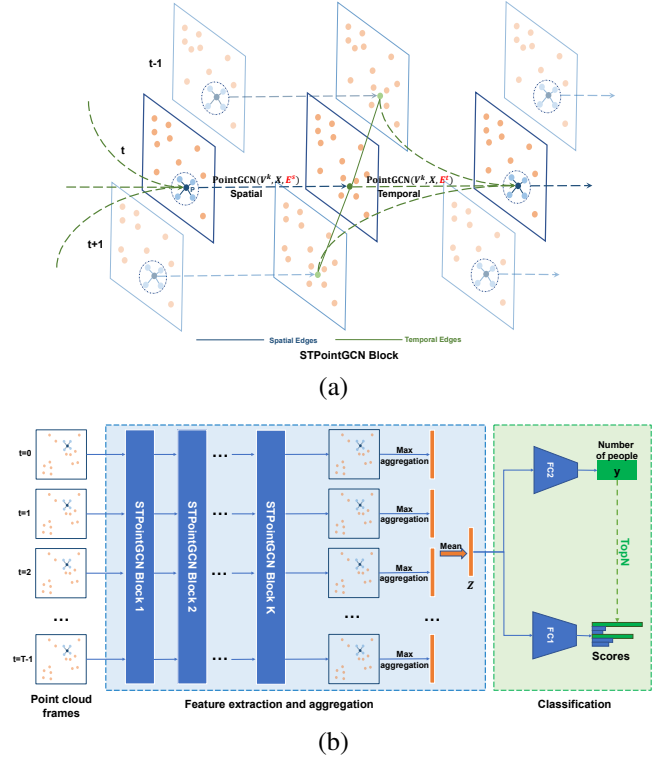 t-1
t
P
PointGCN(V^k, X, E^s)
Spatial
PointGCN(V^k, X, E^t)
Temporal
t+1
Spatial Edges
Temporal Edges
STPointGCN Block
(a)
t=0
t=1
t=2
...
t=T-1
Point cloud
frames
STPointGCN Block 1
STPointGCN Block 2
...
...
...
...
STPointGCN Block K
...
...
...
...
Max
aggregation
Max
aggregation
Max
aggregation
...
...
Max
aggregation
Mean
Z
Feature extraction and aggregation
FC2
Number
of people
y
TopN
FC1
Scores
Classification
(b)